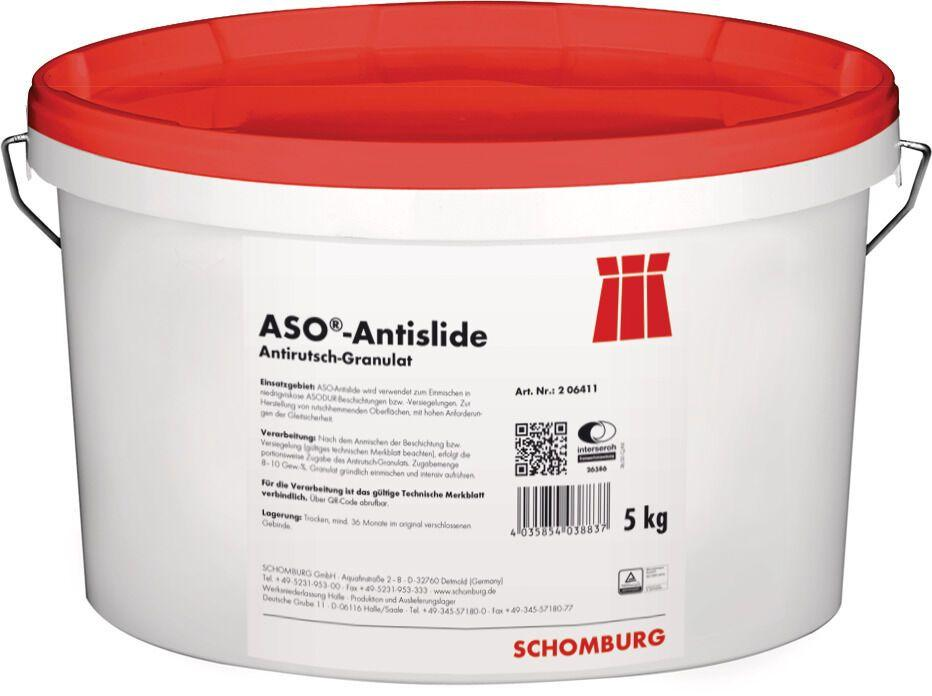 ASO®-Antislide
Antirutsch-Granulat
Einsatzgebiet: ASO-Antislide wird verwendet zum Einmischen in
niedrigviskose ASODUR-Beschichtungen bzw. -Versiegelungen. Zur
Herstellung von rutschhemmenden Oberflächen, mit hohen Anforderun-
gen der Gleitsicherheit.
Art. Nr.: 2 06411
Verarbeitung: Nach dem Anmischen der Beschichtung bzw.
Versiegelung (gültiges technischen Merkblatt beachten), erfolgt die
portionsweise Zugabe des Antirutsch-Granulats. Zugabemenge
8–10 Gew.-%. Granulat gründlich einmischen und intensiv aufrühren.
interseroh
26386
Für die Verarbeitung ist das gültige Technische Merkblatt
verbindlich. Über QR-Code abrufbar.
Lagerung: Trocken, mind. 36 Monate im original verschlossenen
Gebinde.
4 035854 038837
5 kg
SCHOMBURG GmbH · Aquafinstraße 2 – 8 · D-32760 Detmold (Germany)
Tel. +49-5231-953-00 · Fax +49-5231-953-333 · www.schomburg.de
Werksniederlassung Halle · Produktion und Auslieferungslager
Deutsche Grube 11 · D-06116 Halle/Saale · Tel. +49-345-57180-0 · Fax +49-345-57180-77
SCHOMBURG